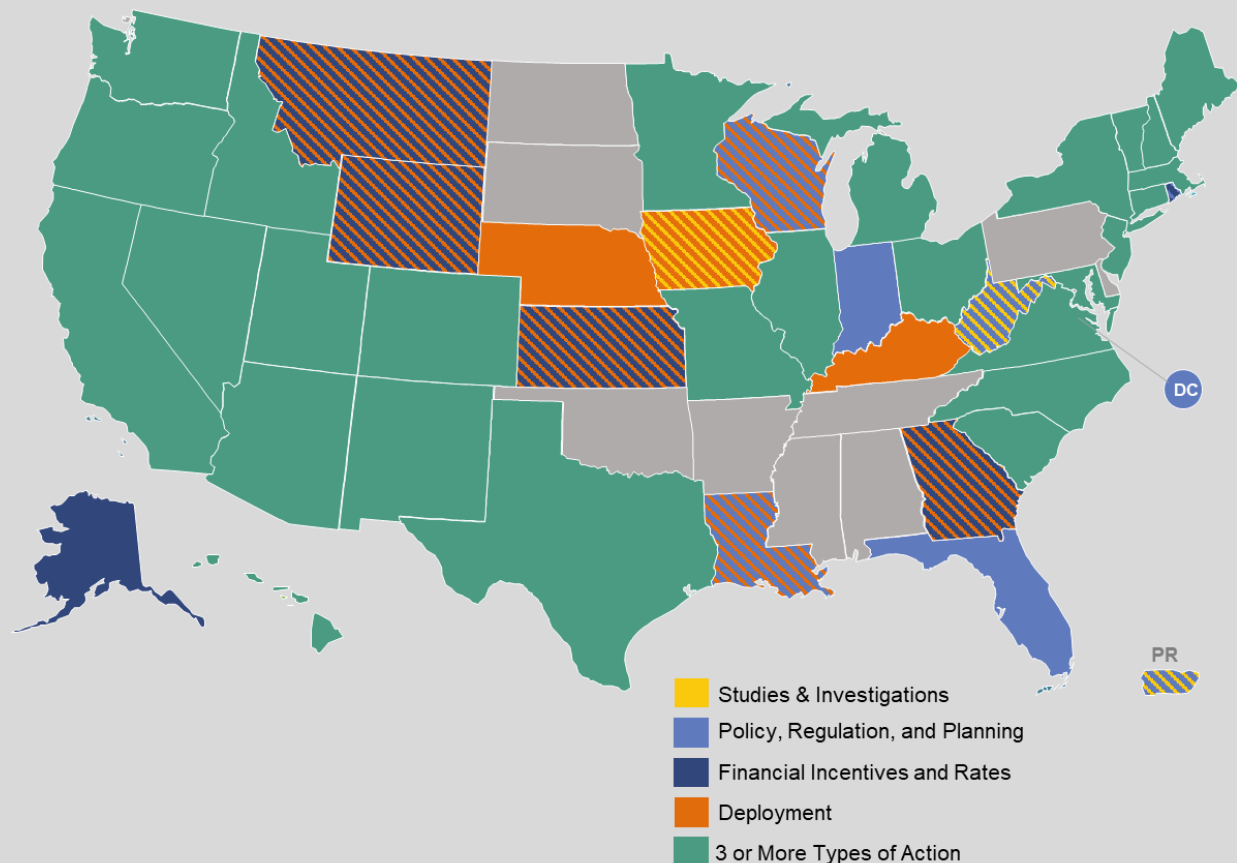 DC
PR
Studies & Investigations
Policy, Regulation, and Planning
Financial Incentives and Rates
Deployment
3 or More Types of Action